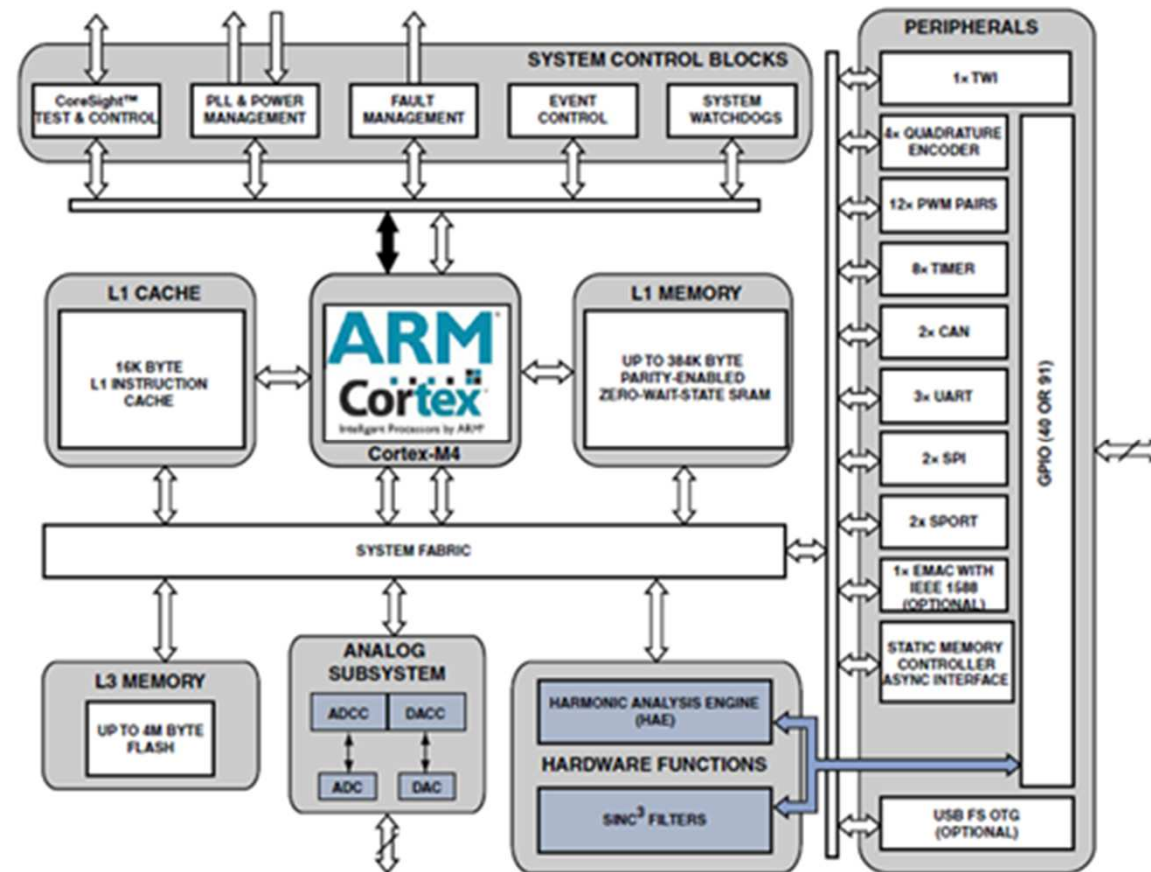 SYSTEM CONTROL BLOCKS
CoreSight™
TEST & CONTROL
PLL & POWER
MANAGEMENT
FAULT
MANAGEMENT
EVENT
CONTROL
SYSTEM
WATCHDOGS
L1 CACHE
16K BYTE
L1 INSTRUCTION
CACHE
ARM®
Cortex®
Intelligent Processors by ARM®
Cortex-M4
L1 MEMORY
UP TO 384K BYTE
PARITY-ENABLED
ZERO-WAIT-STATE SRAM
SYSTEM FABRIC
L3 MEMORY
UP TO 4M BYTE
FLASH
ANALOG
SUBSYSTEM
ADCC
DACC
ADC
DAC
HARMONIC ANALYSIS ENGINE
(HAE)
HARDWARE FUNCTIONS
SINC³ FILTERS
PERIPHERALS
1× TWI
4× QUADRATURE
ENCODER
12× PWM PAIRS
8× TIMER
2× CAN
3× UART
2× SPI
2× SPORT
1× EMAC WITH
IEEE 1588
(OPTIONAL)
STATIC MEMORY
CONTROLLER
ASYNC INTERFACE
USB FS OTG
(OPTIONAL)
GPIO (40 OR 91)